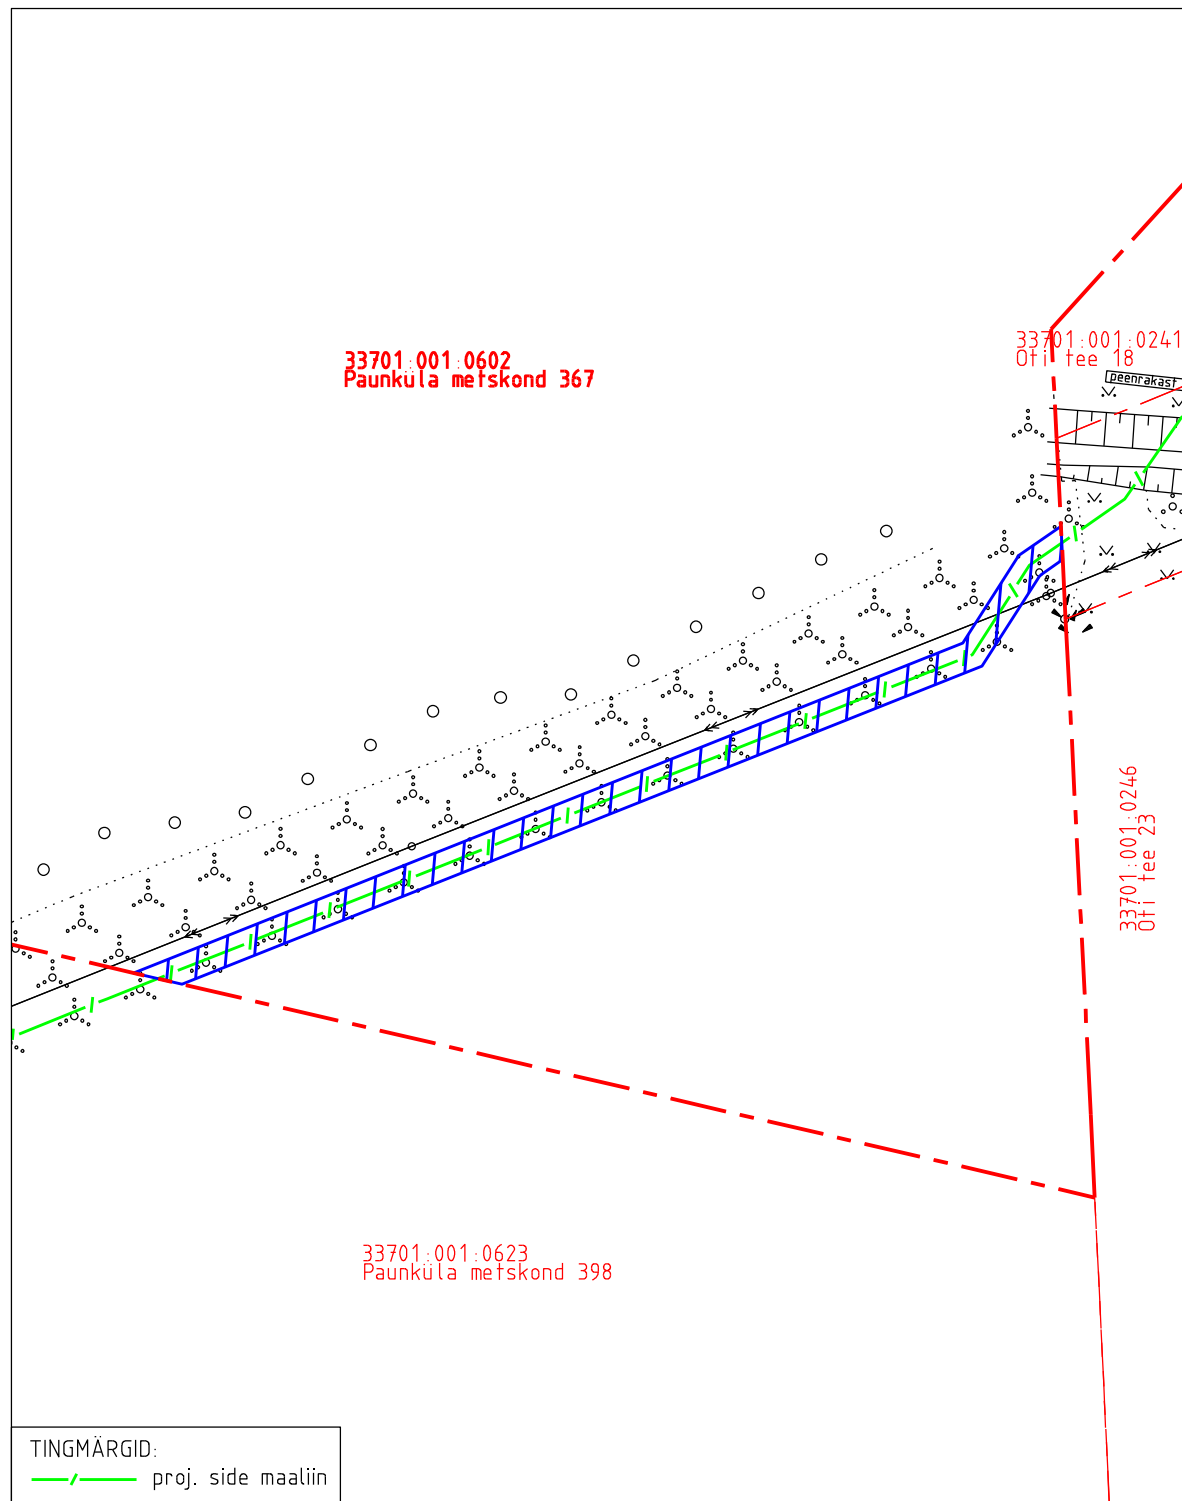 33701:001:0241
Oti tee 18
33701:001:0602
Paunküla metskond 367
peenrakast
33701:001:0246
Oti tee 23
33701:001:0623
Paunküla metskond 398
TINGMÄRGID:
proj. side maaliin